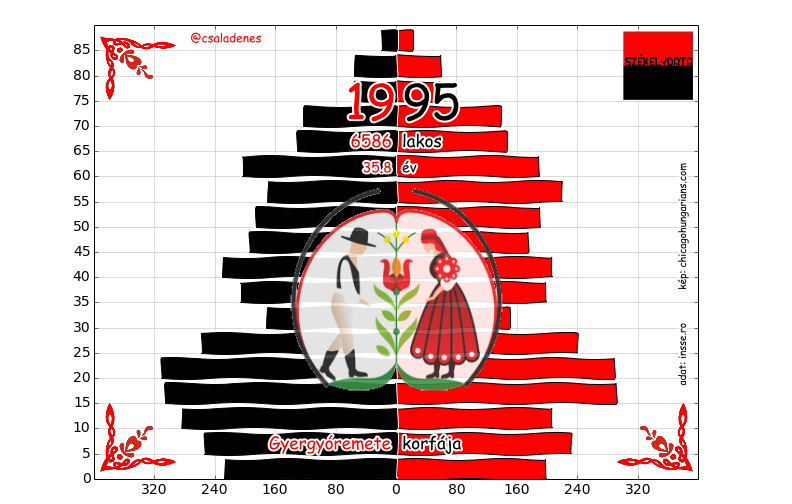 @csaladenes
SZÉKELYDATA
1995
6586 lakos
35.8 év
kép: chicagohungarians.com
adat: insse.ro
Gyergyóremete korfája
85
80
75
70
65
60
55
50
45
40
35
30
25
20
15
10
5
0
320 240 160 80 0 80 160 240 320